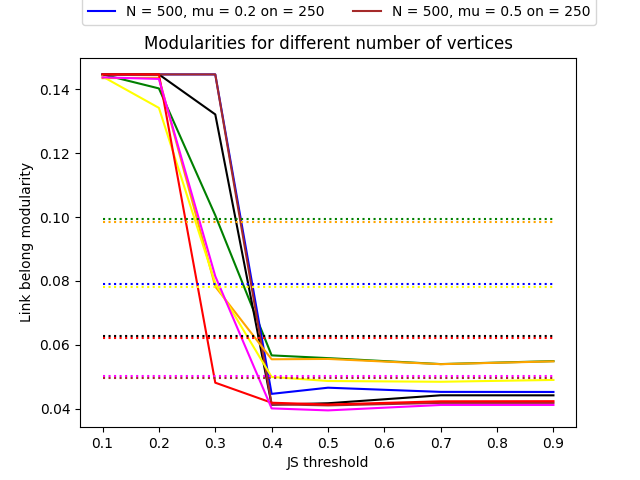 N = 500, mu = 0.2 on = 250 N = 500, mu = 0.5 on = 250
Modularities for different number of vertices
0.14
0.12
0.10
0.08
0.06
0.04
Link belong modularity
0.1 0.2 0.3 0.4 0.5 0.6 0.7 0.8 0.9
JS threshold